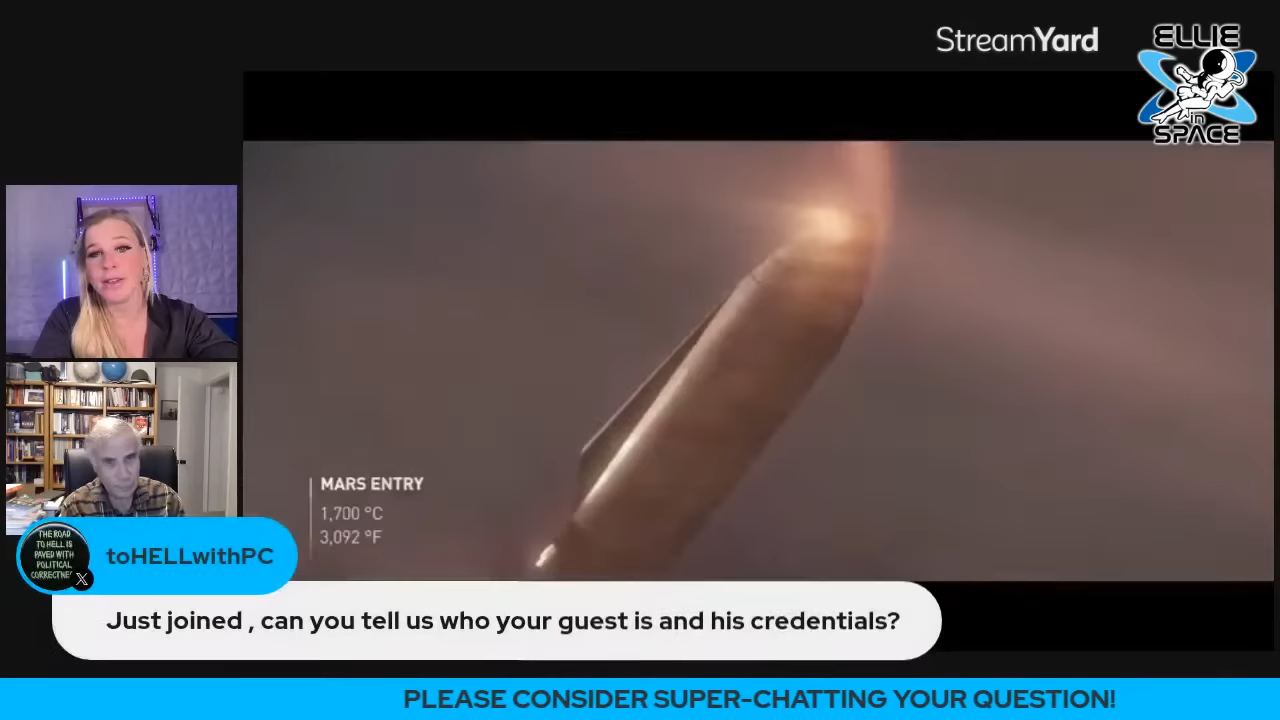 StreamYard
ELLIE
in
SPACE
MARS ENTRY
1,700 °C
3,092 °F
THE ROAD
TO HELL IS
PAVED WITH
POLITICAL
toHELLwithPC
Just joined , can you tell us who your guest is and his credentials?
PLEASE CONSIDER SUPER-CHATTING YOUR QUESTION!